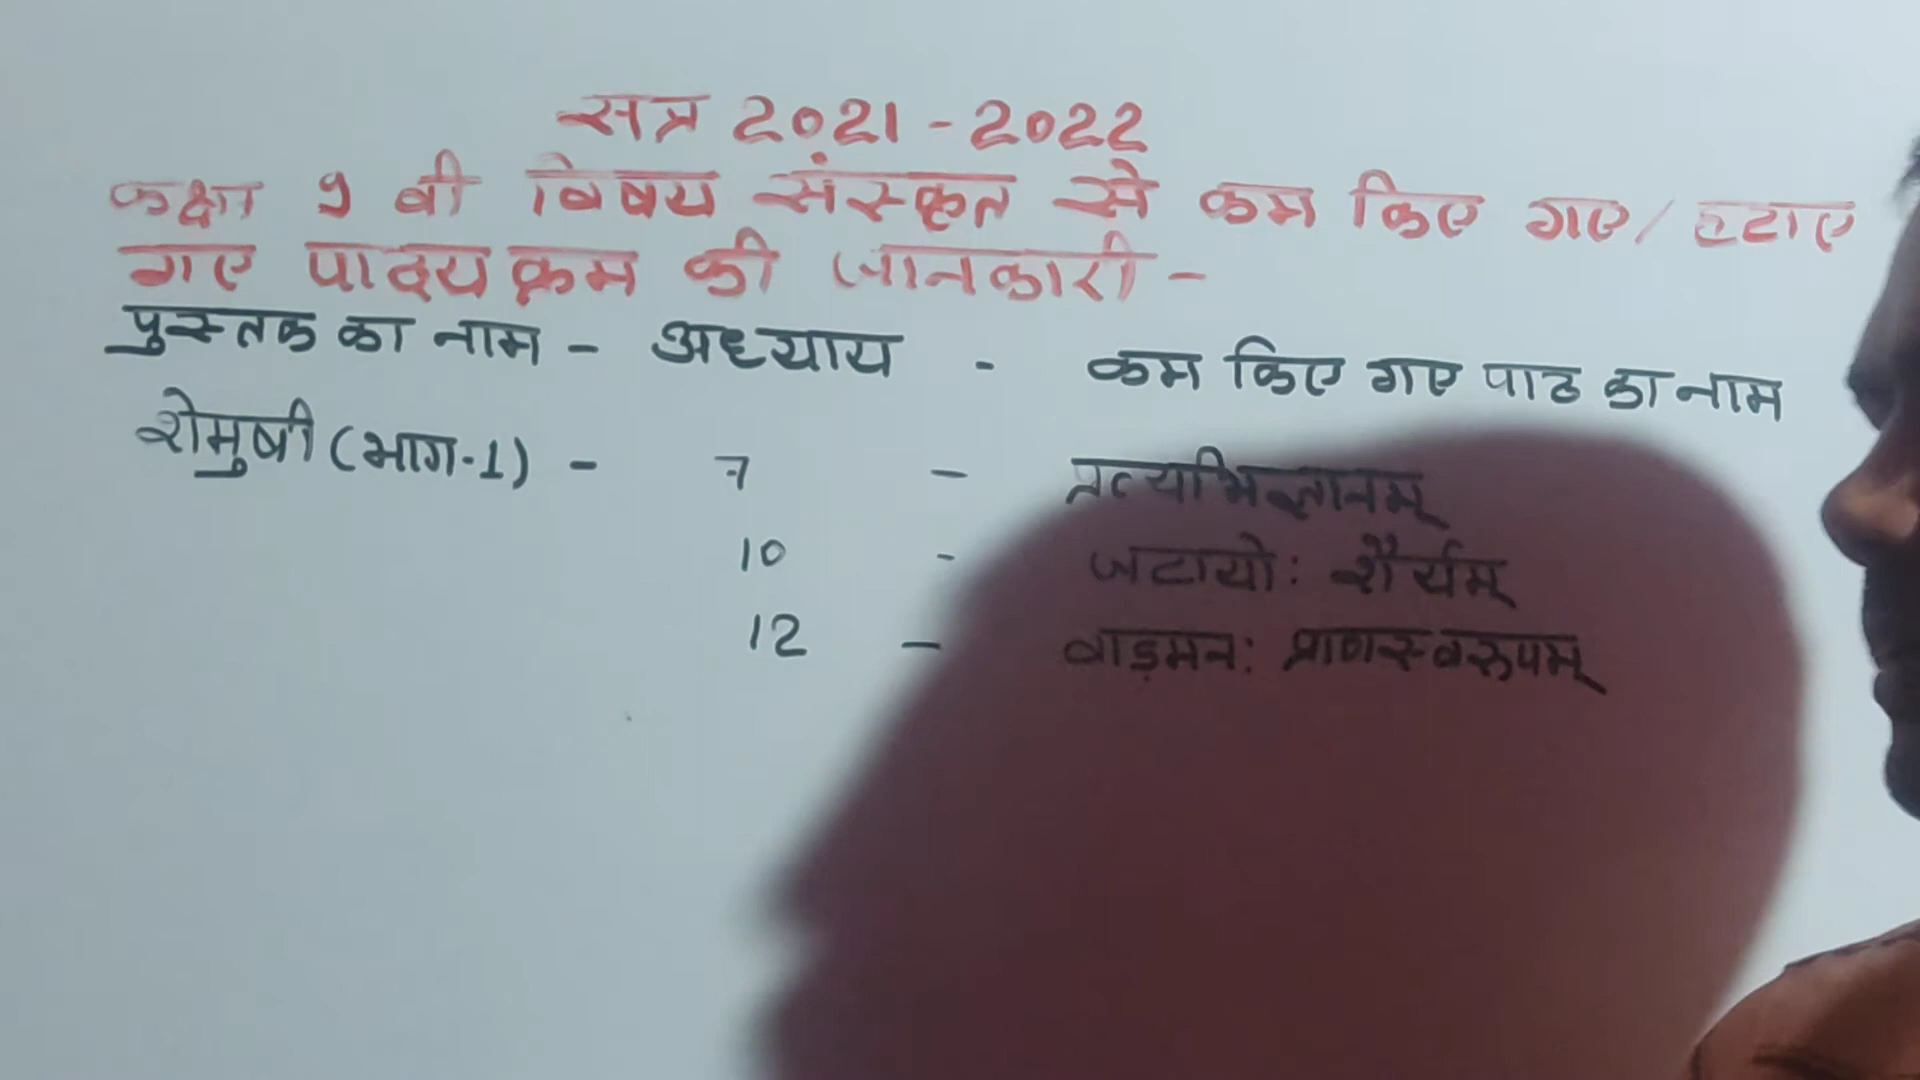 सत्र 2021-2022
कक्षा 9 वी विषय संस्कृत से कम किए गए/ हटाए
गए पाठ्यक्रम की जानकारी -
पुस्तक का नाम - अध्याय - कम किए गए पाठ का नाम
शेमुषी (भाग-1) - 7 - प्रत्यभिज्ञानम्
10 - जटायोः शौर्यम्
12 - वाड़मनः प्राणस्वरूपम्